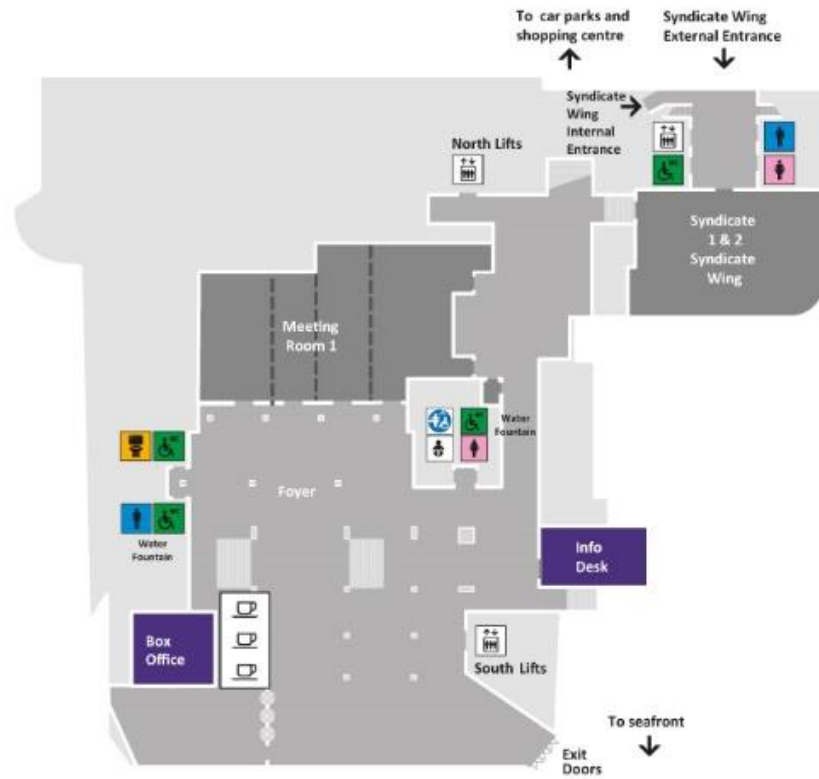 To car parks and
shopping centre
Syndicate Wing
External Entrance
Syndicate
Wing
Internal
Entrance
North Lifts
Syndicate
1 & 2
Syndicate
Wing
Meeting
Room 1
Water
Fountain
Foyer
Water
Fountain
Info
Desk
Box
Office
South Lifts
To seafront
Exit
Doors